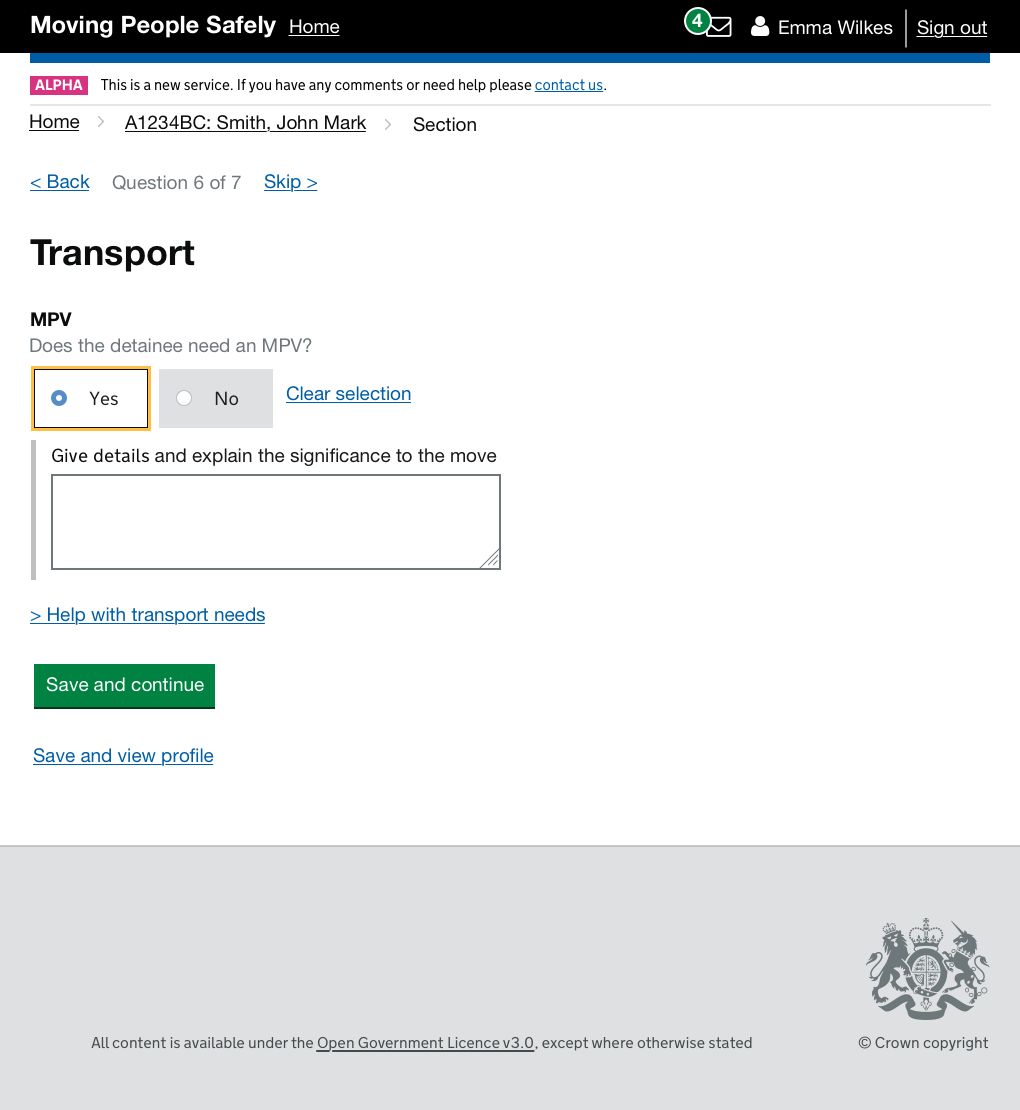 Moving People Safely Home 4 Emma Wilkes Sign out
ALPHA This is a new service. If you have any comments or need help please contact us.
Home > A1234BC: Smith, John Mark > Section
< Back Question 6 of 7 Skip >
Transport
MPV
Does the detainee need an MPV?
Yes No Clear selection
Give details and explain the significance to the move
> Help with transport needs
Save and continue
Save and view profile
All content is available under the Open Government Licence v3.0, except where otherwise stated © Crown copyright